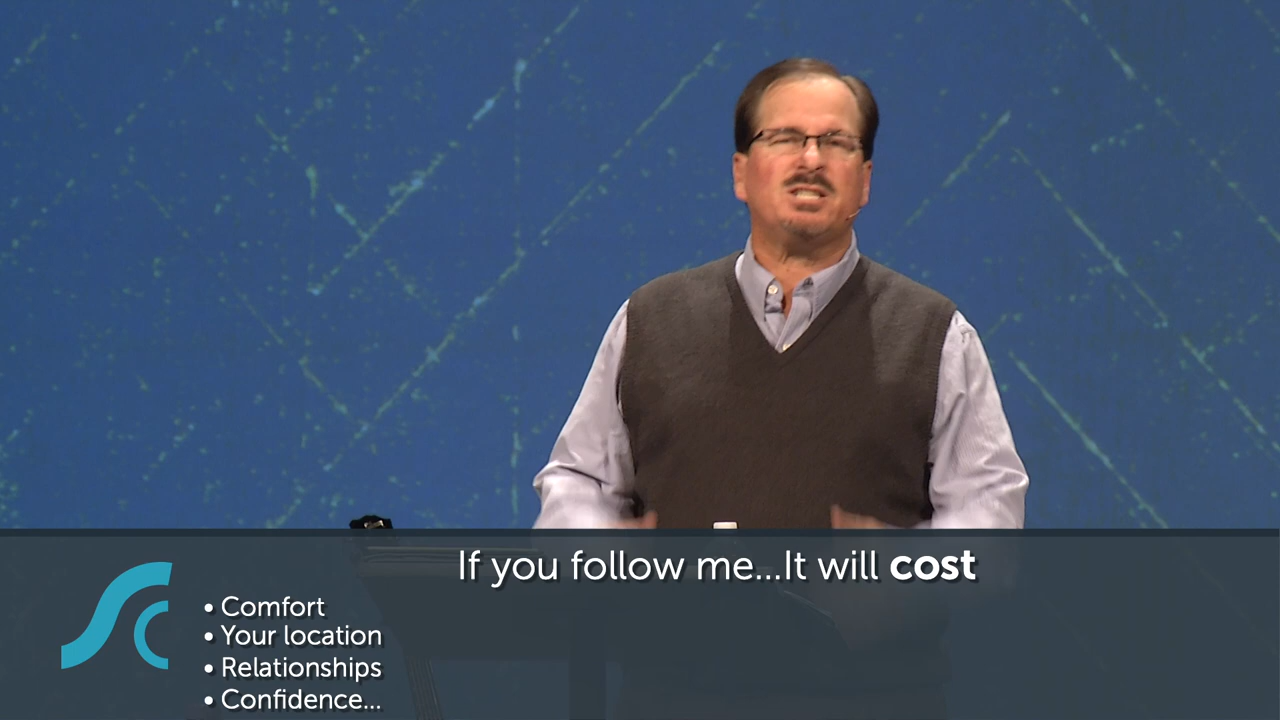 If you follow me...It will cost
• Comfort
• Your location
• Relationships
• Confidence...